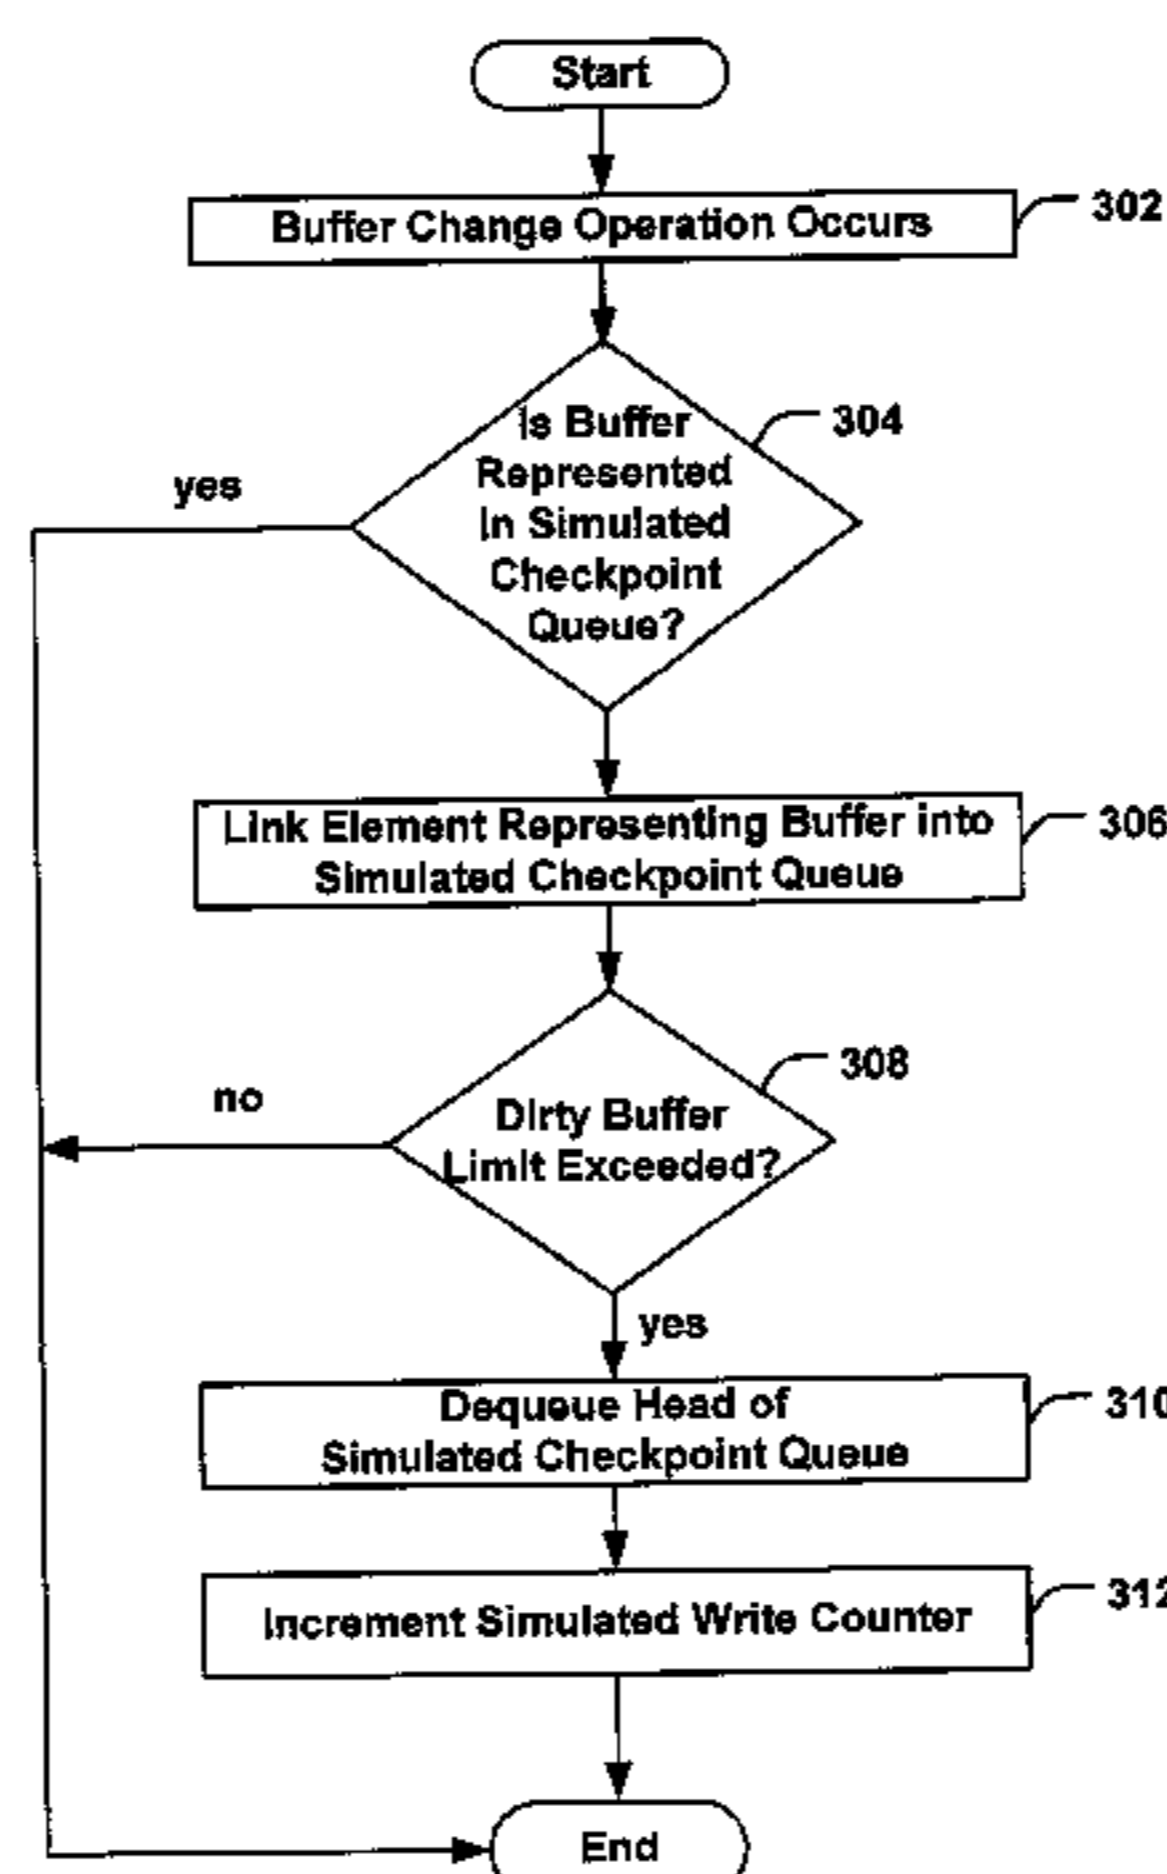 Start
Buffer Change Operation Occurs
302
Is Buffer
Represented
In Simulated
Checkpoint
Queue?
304
yes
Link Element Representing Buffer into
Simulated Checkpoint Queue
306
Dirty Buffer
Limit Exceeded?
308
no
yes
Dequeue Head of
Simulated Checkpoint Queue
310
Increment Simulated Write Counter
312
End